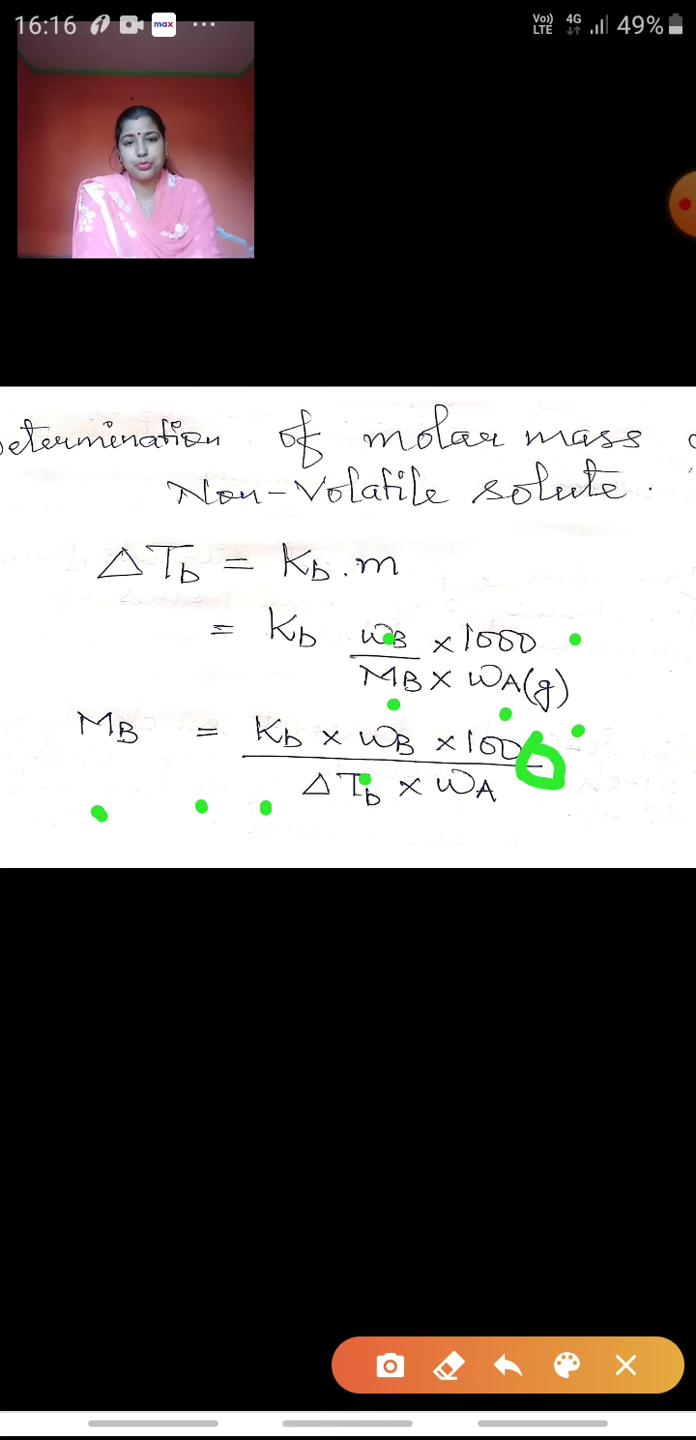 16:16 max ... Vo)) LTE 4G 49%
etermination of molar mass
Non-Volatile solute.
ΔTb = Kb.m
= Kb wB × 1000
MB × wA(g)
MB = Kb × wB × 1000
ΔTb × wA